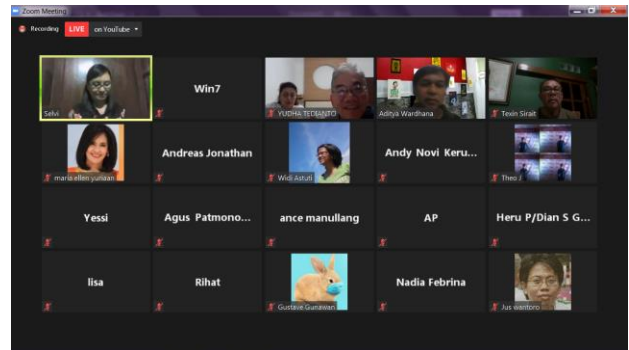 Zoom Meeting
Recording LIVE on YouTube
Selvi
Win7
YUDHA TEDIANTO
Aditya Wardhana
Texin Sirait
maria ellen yuriaan
Andreas Jonathan
Widi Astuti
Andy Novi Keru...
Theo J
Yessi
Agus Patmono...
ance manullang
AP
Heru P/Dian S G...
lisa
Rihat
Gustave Gunawan
Nadia Febrina
Jus wantoro